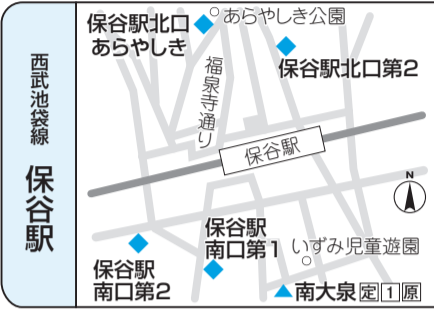 西武池袋線
保谷駅
保谷駅北口
あらやしき
あらやしき公園
保谷駅北口第2
福泉寺通り
保谷駅
N
保谷駅
南口第1
いずみ児童遊園
保谷駅
南口第2
南大泉 定 1 原